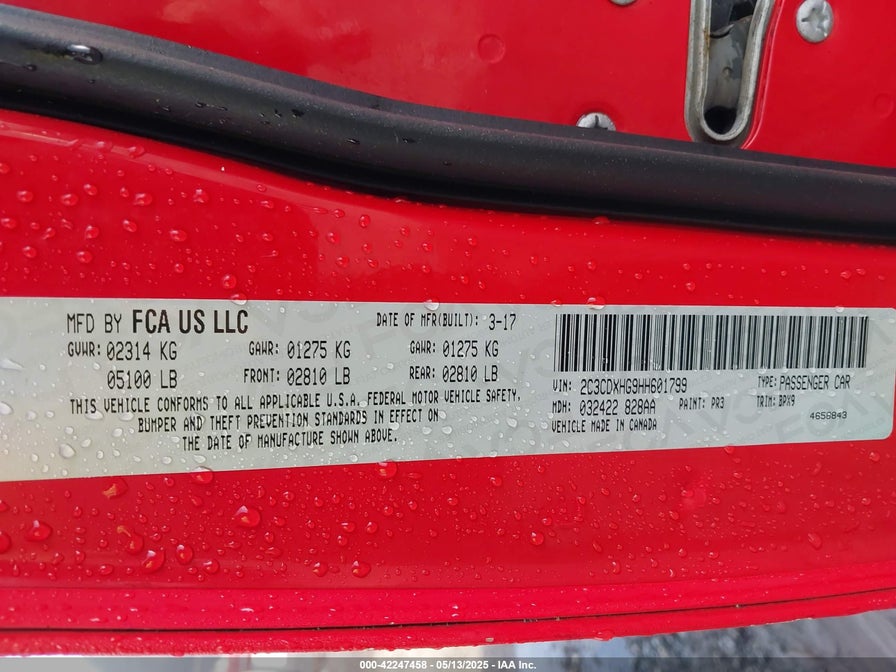 MFD BY FCA US LLC
DATE OF MFR(BUILT): 3-17
GVWR: 02314 KG GAWR: 01275 KG GAWR: 01275 KG
05100 LB FRONT: 02810 LB REAR: 02810 LB
THIS VEHICLE CONFORMS TO ALL APPLICABLE U.S.A. FEDERAL MOTOR VEHICLE SAFETY,
BUMPER AND THEFT PREVENTION STANDARDS IN EFFECT ON
THE DATE OF MANUFACTURE SHOWN ABOVE.
VIN: 2C3CDXHG9HH601799 TYPE: PASSENGER CAR
MDH: 032422 828AA PAINT: PR3 TRIM: BPX9
VEHICLE MADE IN CANADA 4656843
000-42247458 - 05/13/2025 - IAA Inc.